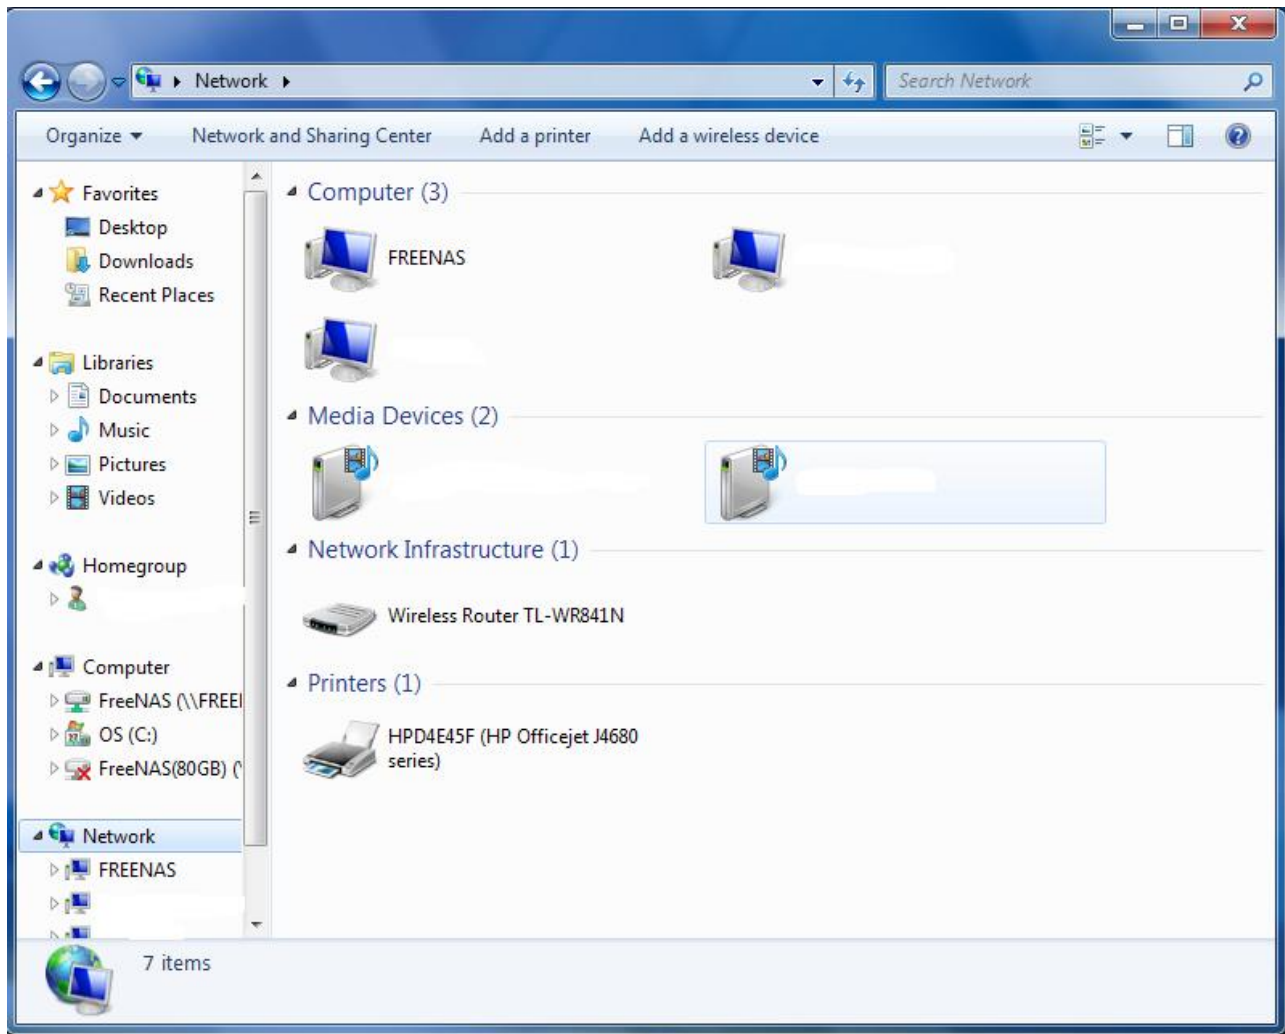 Network
Search Network
Organize Network and Sharing Center Add a printer Add a wireless device
Favorites
Desktop
Downloads
Recent Places
Libraries
Documents
Music
Pictures
Videos
Homegroup
Computer
FreeNAS (\\FREE
OS (C:)
FreeNAS(80GB) (
Network
FREENAS
Computer (3)
FREENAS
Media Devices (2)
Network Infrastructure (1)
Wireless Router TL-WR841N
Printers (1)
HPD4E45F (HP Officejet J4680
series)
7 items